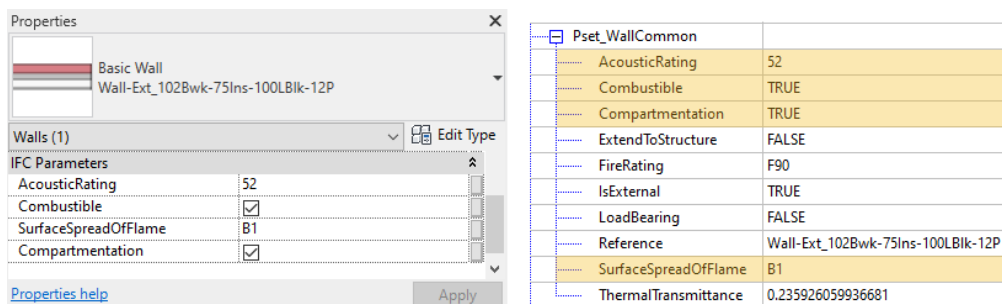 Properties
Basic Wall
Wall-Ext_102Bwk-75Ins-100LBlk-12P
Walls (1)
Edit Type
IFC Parameters
AcousticRating 52
Combustible
SurfaceSpreadOfFlame B1
Compartmentation
Properties help
Apply
Pset_WallCommon
AcousticRating 52
Combustible TRUE
Compartmentation TRUE
ExtendToStructure FALSE
FireRating F90
IsExternal TRUE
LoadBearing FALSE
Reference Wall-Ext_102Bwk-75Ins-100LBlk-12P
SurfaceSpreadOfFlame B1
ThermalTransmittance 0.235926059936681